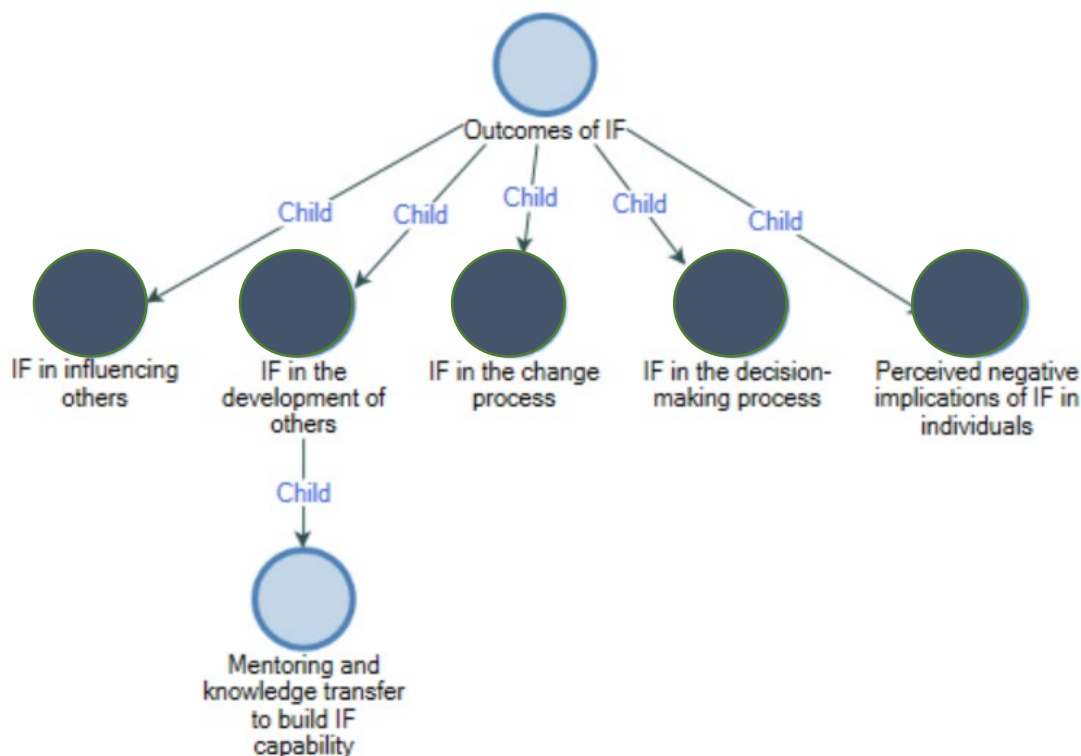 Outcomes of IF
Child
Child
Child
Child
Child
IF in influencing
others
IF in the
development of
others
IF in the change
process
IF in the decision-
making process
Perceived negative
implications of IF in
individuals
Child
Mentoring and
knowledge transfer
to build IF
capability